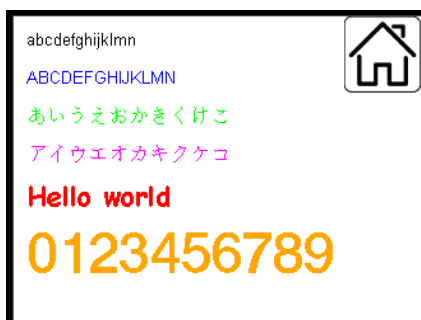 abcdefghijklmn
ABCDEFGHIJKLMN
あいうえおかきくけこ
アイウエオカキクケコ
Hello world
0123456789